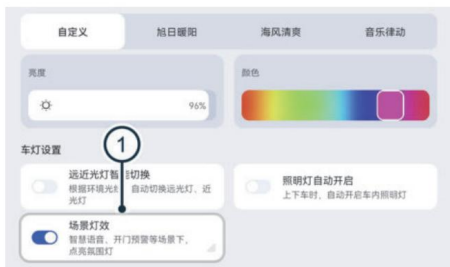 自定义 旭日暖阳 海风清爽 音乐律动
亮度 颜色
96%
车灯设置
1
远近光灯智 切换
根据环境光 自动切换远光灯、近
光灯
照明灯自动开启
上下车时，自动开启车内照明灯
场景灯效
智慧语音、开门预警等场景下，
点亮氛围灯